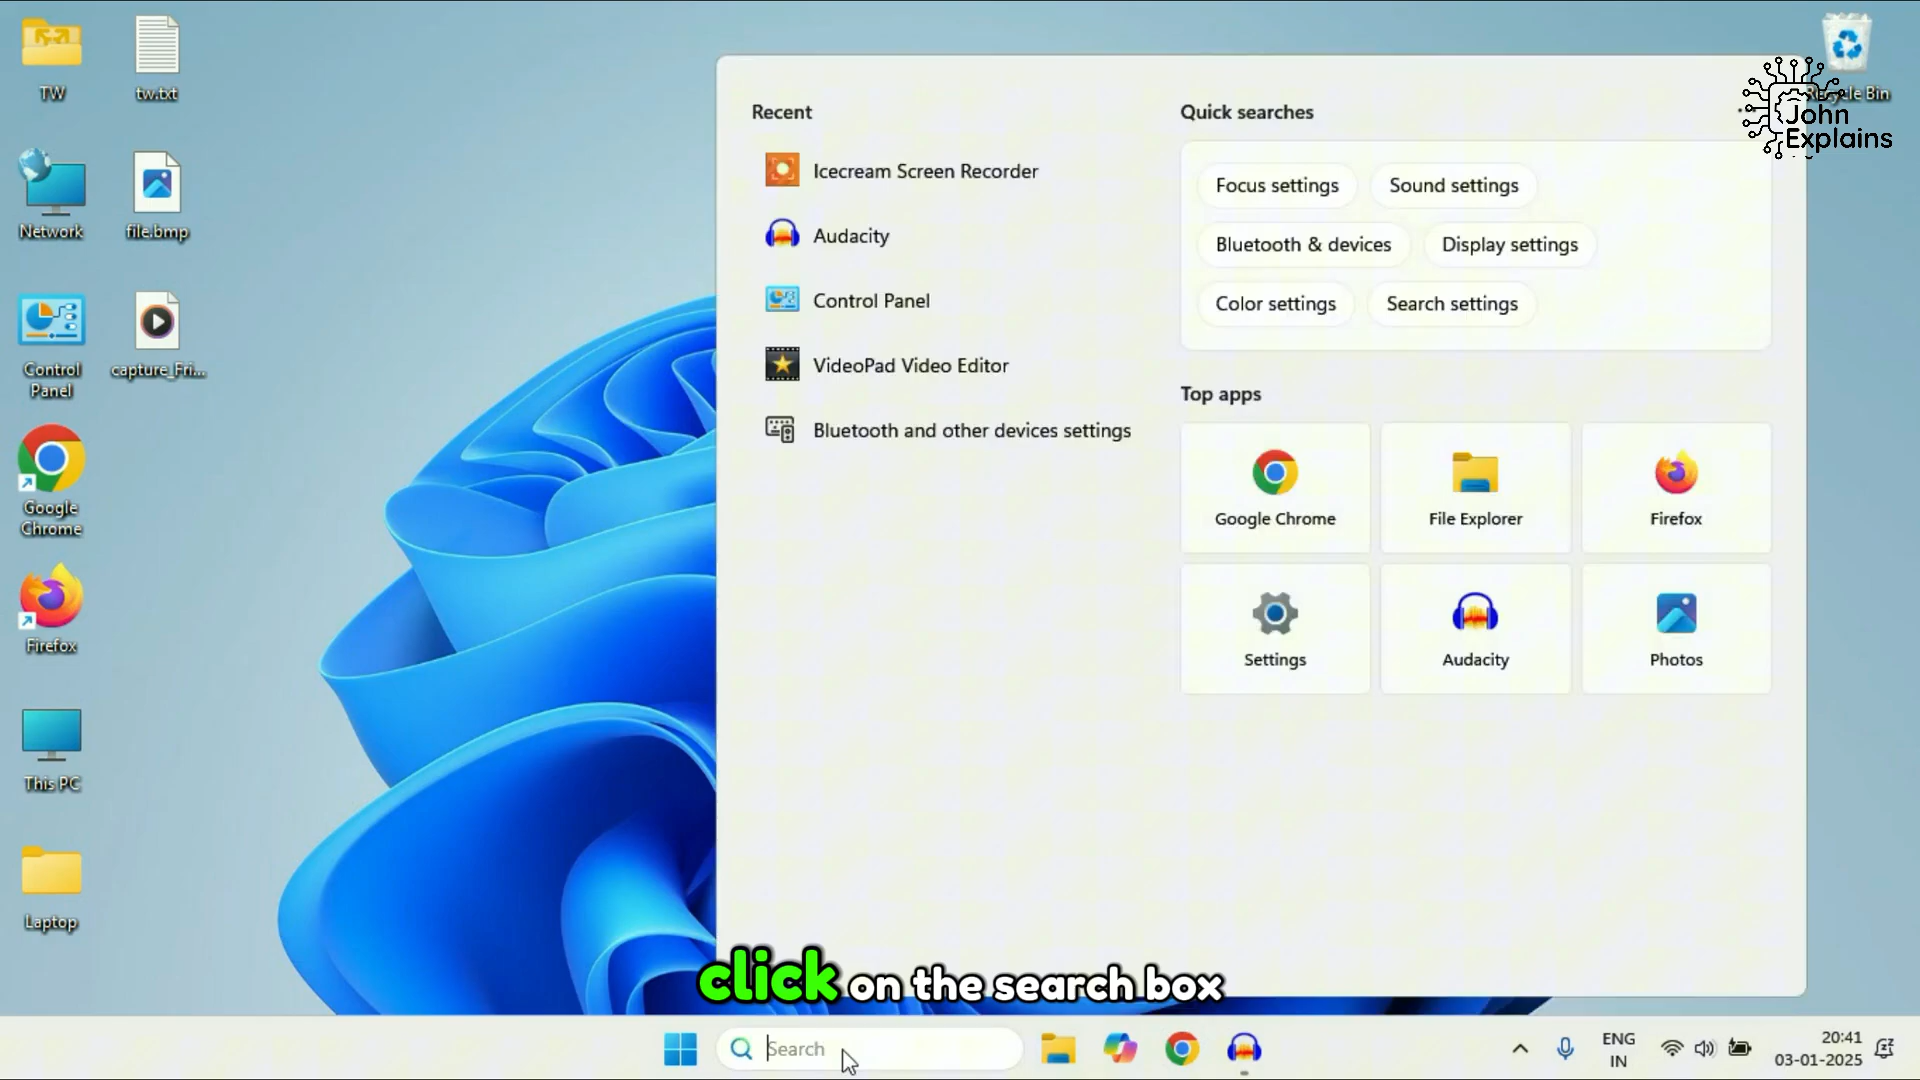 TW
tw.txt
Network
file.bmp
Control
Panel
capture_Fri...
Google
Chrome
Firefox
This PC
Laptop
Recent
Icecream Screen Recorder
Audacity
Control Panel
VideoPad Video Editor
Bluetooth and other devices settings
Quick searches
Focus settings
Sound settings
Bluetooth & devices
Display settings
Color settings
Search settings
Top apps
Google Chrome
File Explorer
Firefox
Settings
Audacity
Photos
Recycle Bin
John
Explains
click on the search box
Search
ENG
IN
20:41
03-01-2025